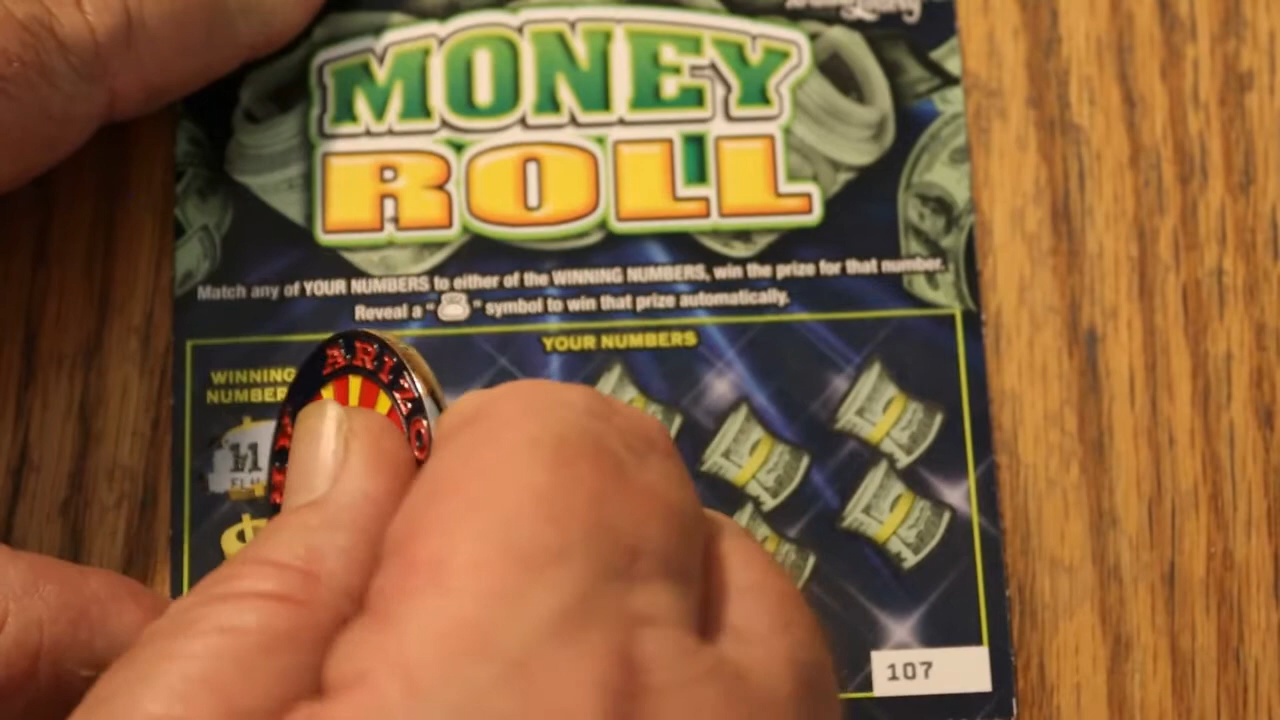 MONEY
ROLL
Match any of YOUR NUMBERS to either of the WINNING NUMBERS, win the prize for that number.
Reveal a " " symbol to win that prize automatically.
YOUR NUMBERS
WINNING
ARIZO
11
107